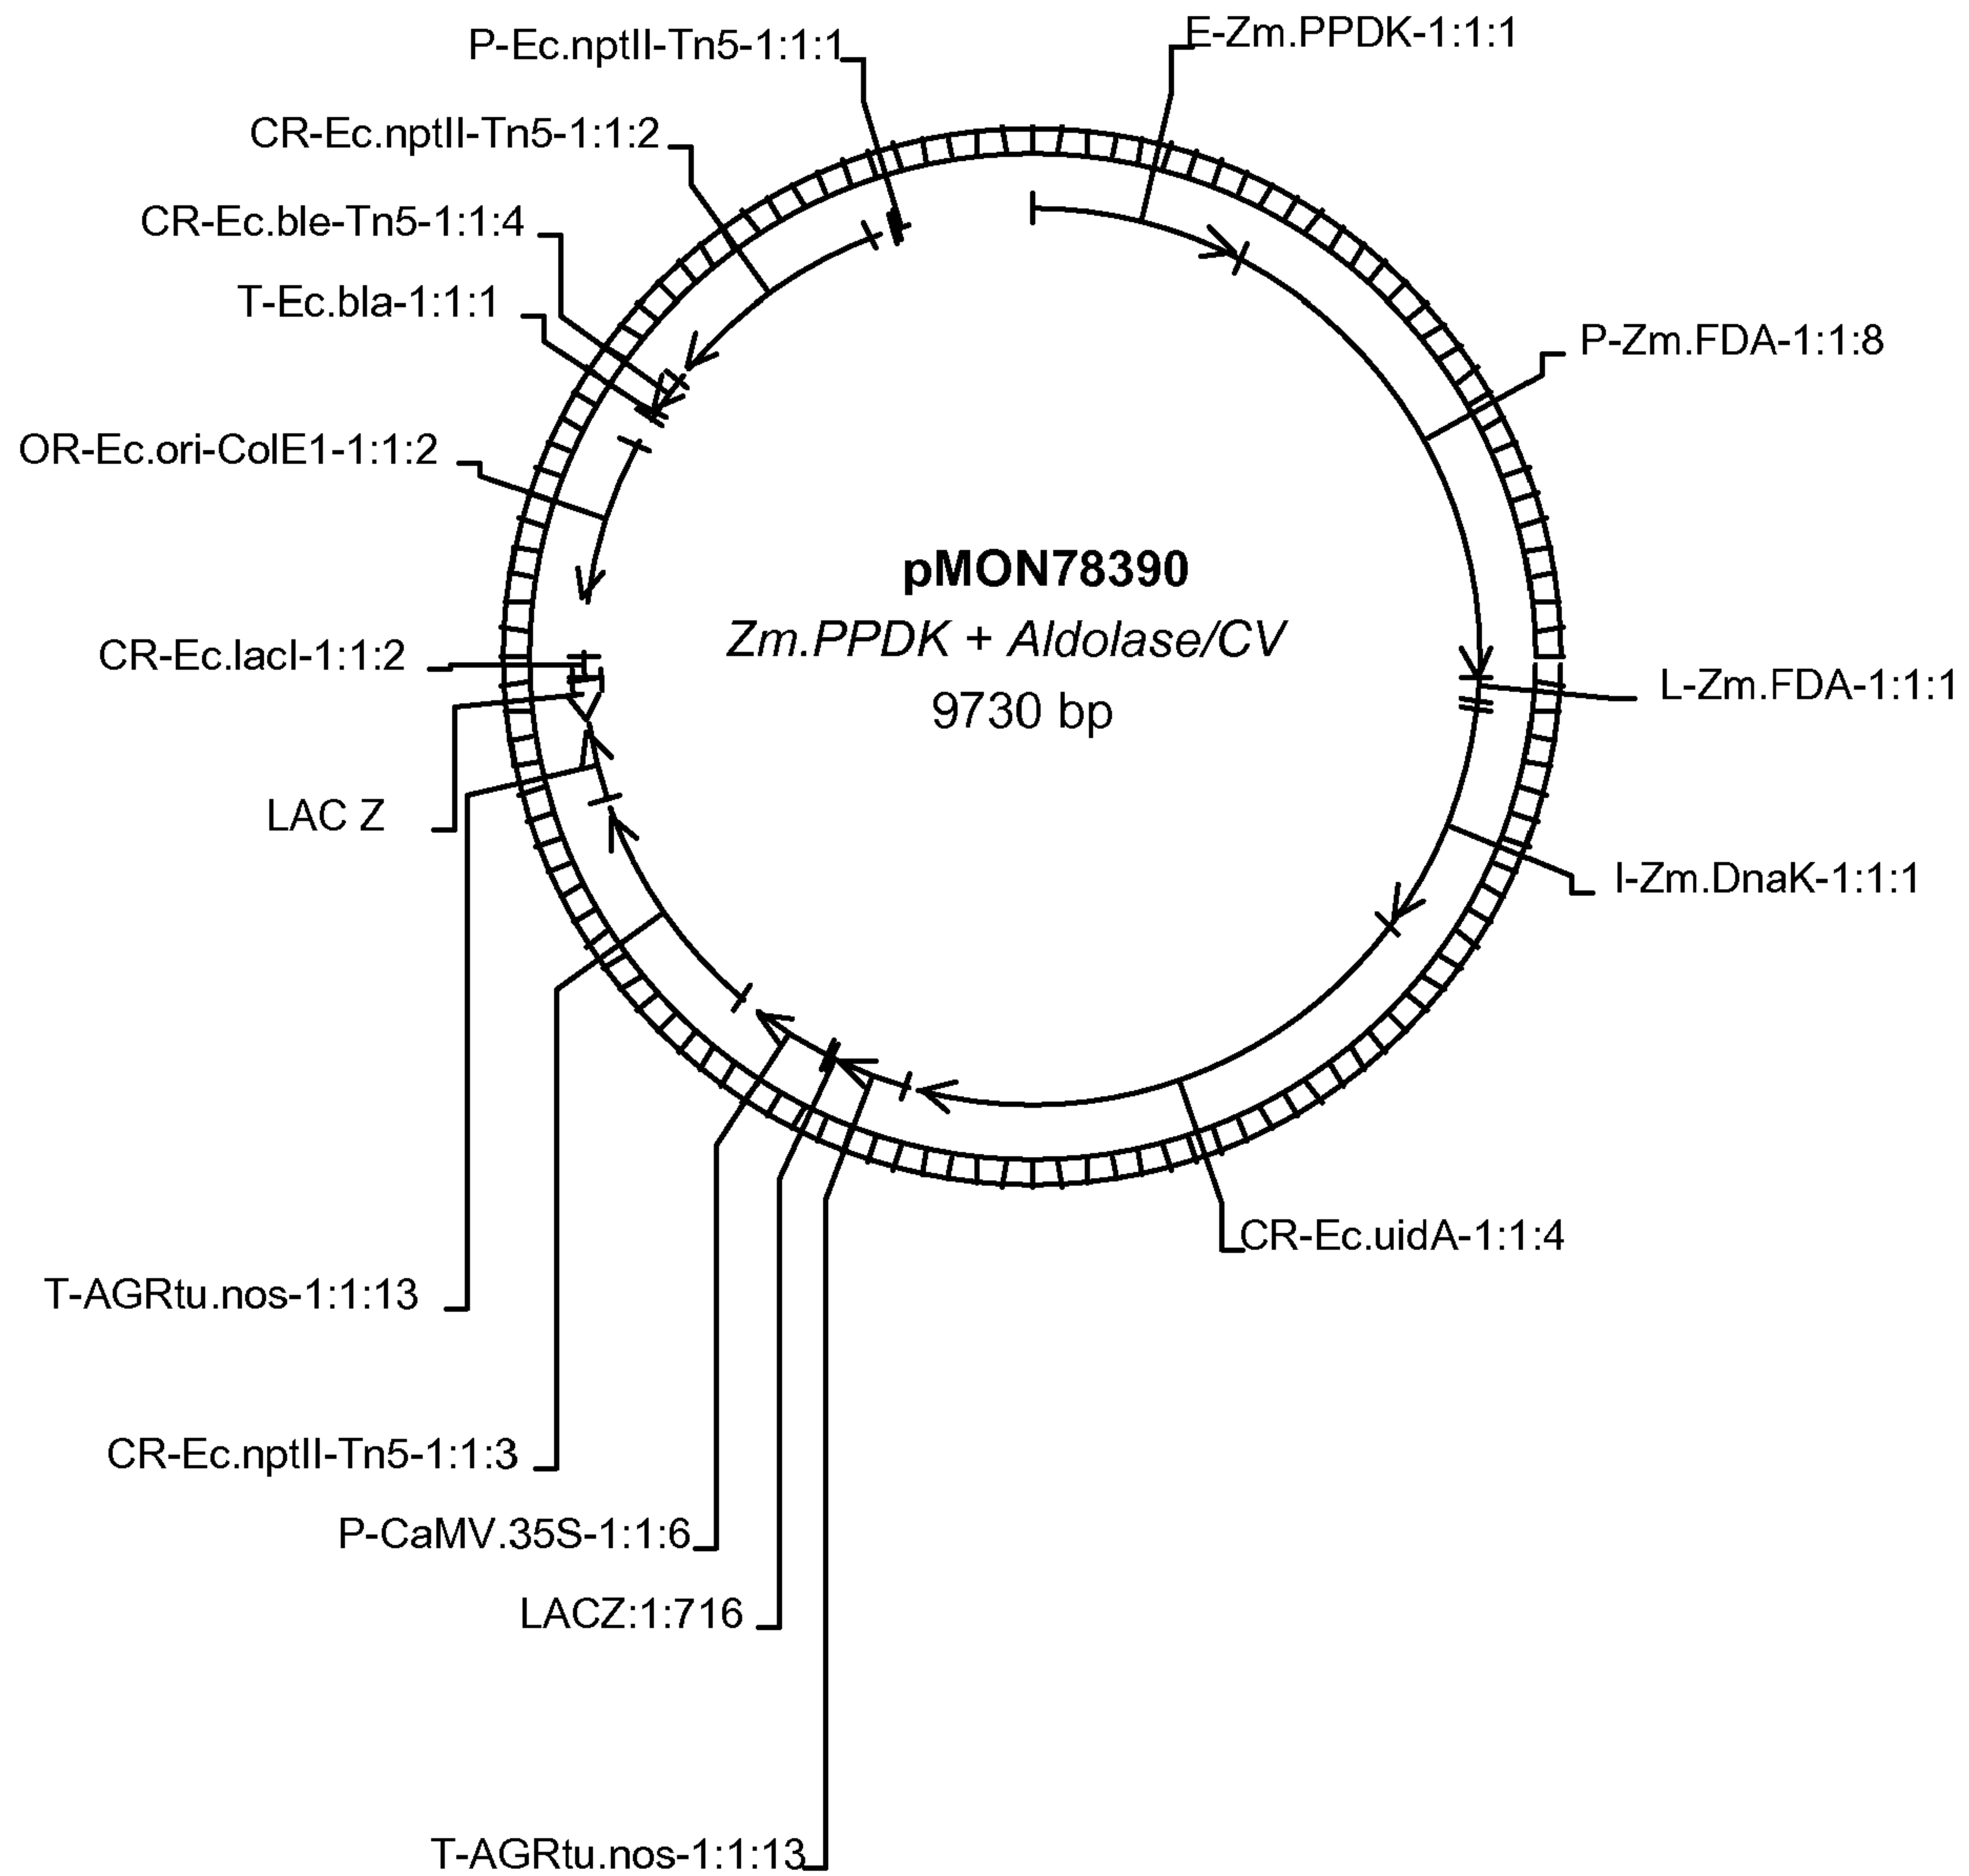 P-Ec.nptII-Tn5-1:1:1
E-Zm.PPDK-1:1:1
CR-Ec.nptII-Tn5-1:1:2
CR-Ec.ble-Tn5-1:1:4
T-Ec.bla-1:1:1
P-Zm.FDA-1:1:8
OR-Ec.ori-ColE1-1:1:2
pMON78390
Zm.PPDK + Aldolase/CV
9730 bp
CR-Ec.lacI-1:1:2
L-Zm.FDA-1:1:1
LAC Z
I-Zm.DnaK-1:1:1
CR-Ec.uidA-1:1:4
T-AGRtu.nos-1:1:13
CR-Ec.nptII-Tn5-1:1:3
P-CaMV.35S-1:1:6
LACZ:1:716
T-AGRtu.nos-1:1:13